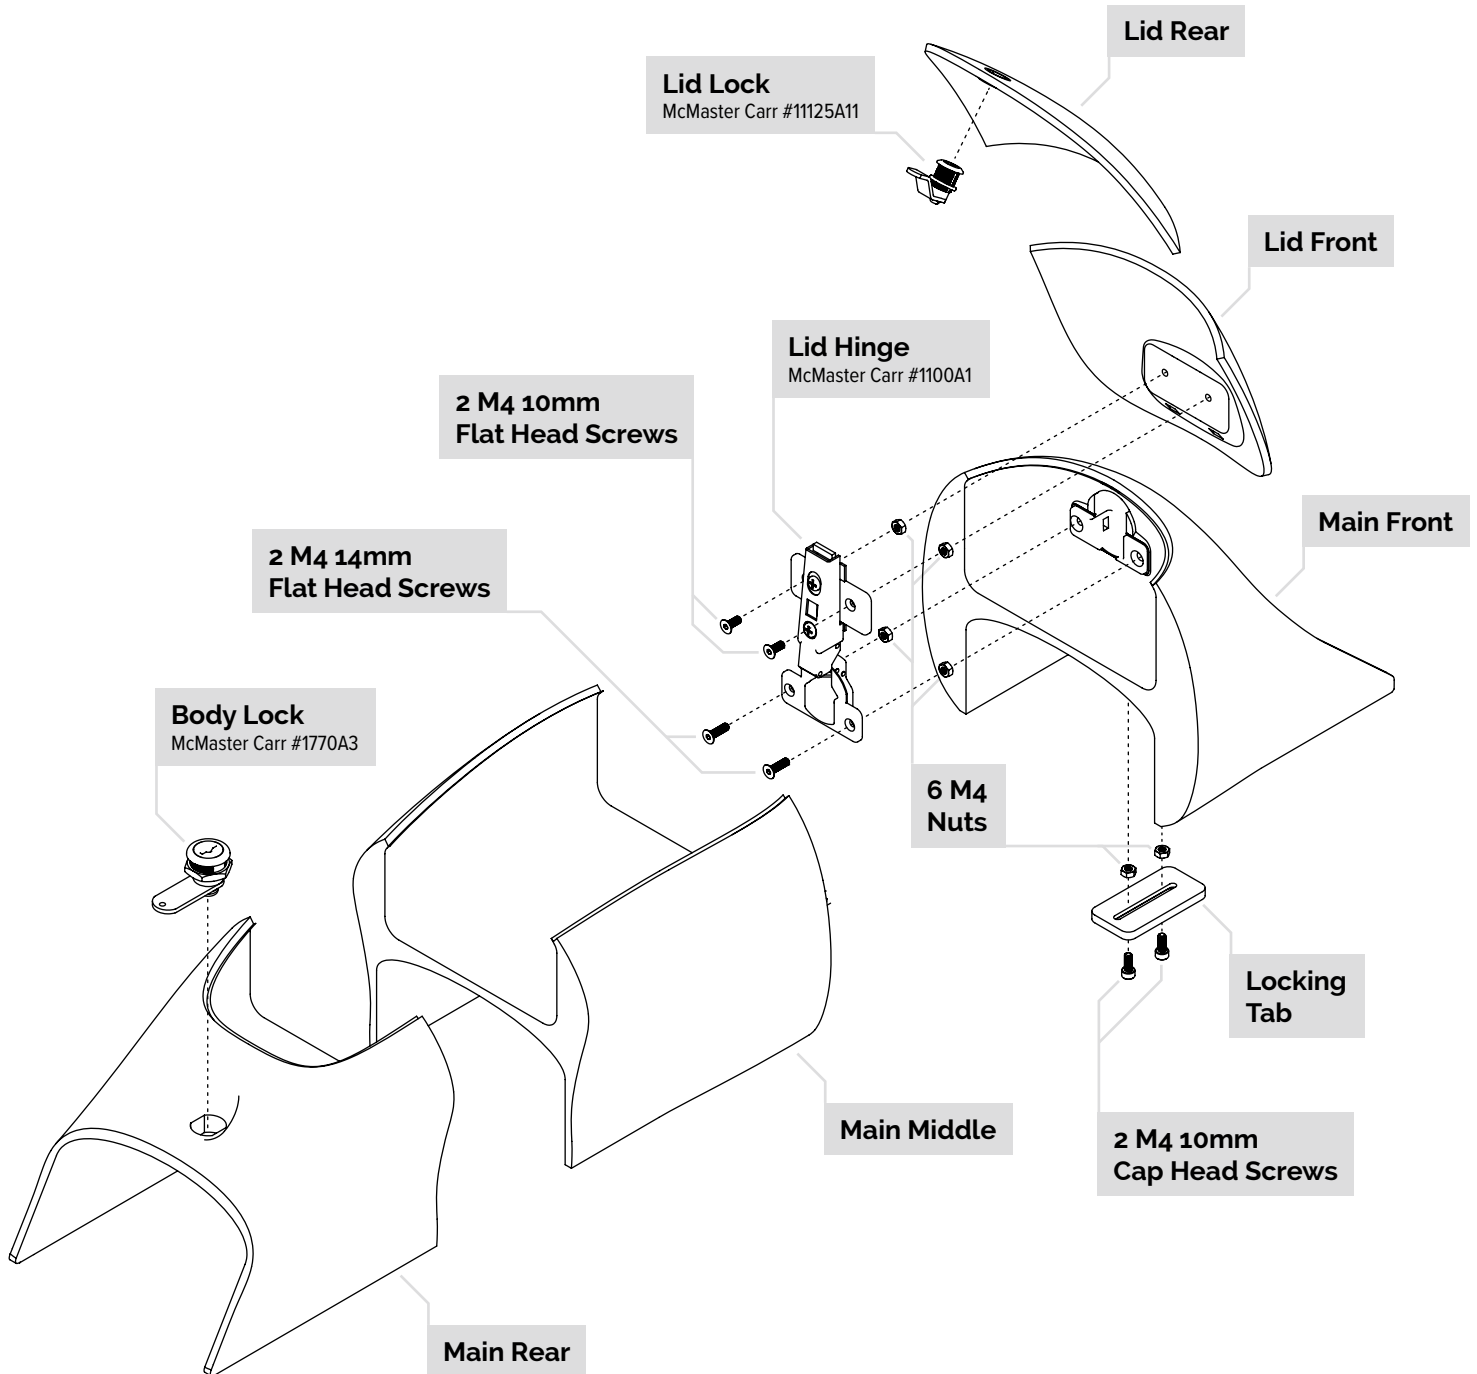 Lid Rear
Lid Lock
McMaster Carr #11125A11
Lid Front
Lid Hinge
McMaster Carr #1100A1
2 M4 10mm
Flat Head Screws
Main Front
2 M4 14mm
Flat Head Screws
Body Lock
McMaster Carr #1770A3
6 M4
Nuts
Locking
Tab
Main Middle
2 M4 10mm
Cap Head Screws
Main Rear